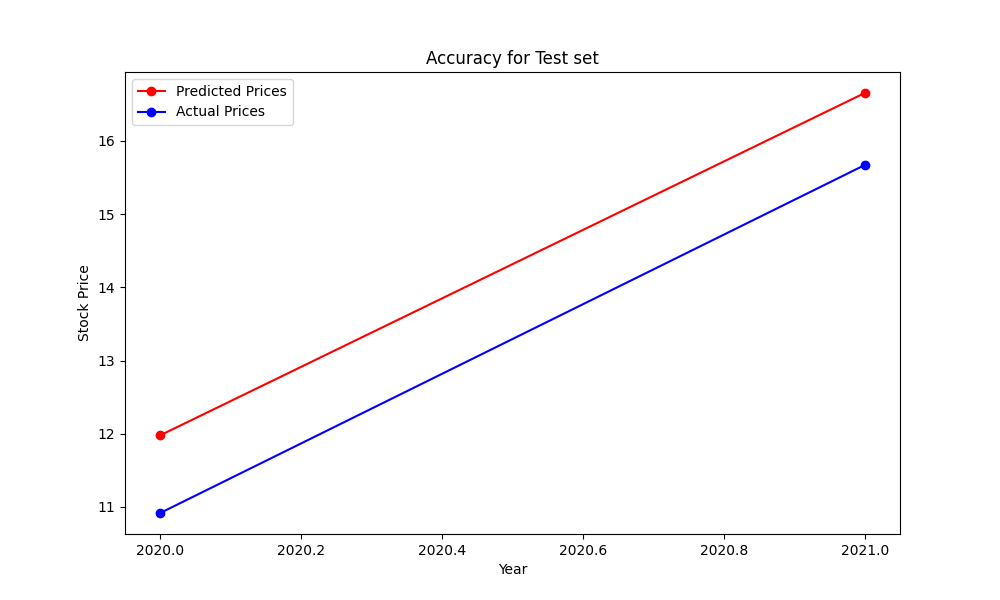 Accuracy for Test set
Predicted Prices
Actual Prices
Stock Price
16
15
14
13
12
11
2020.0 2020.2 2020.4 2020.6 2020.8 2021.0
Year